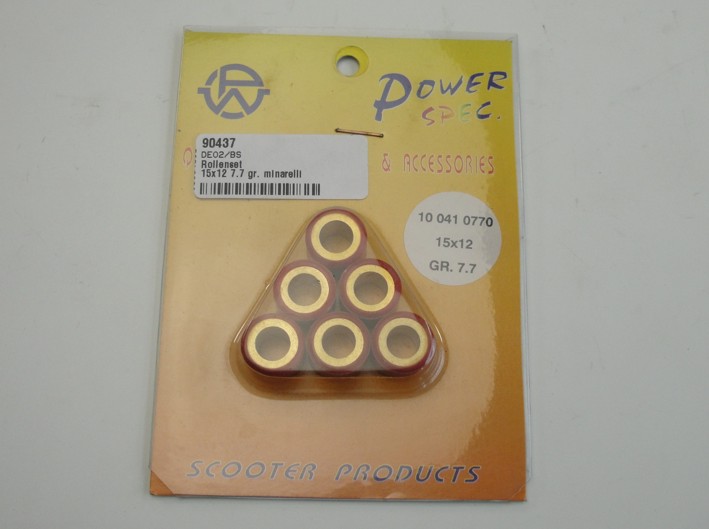 POWER
SPEC.
90437
DE02/BS
Rollenset
15x12 7.7 gr. minarelli
& ACCESSORIES
10 041 0770
15x12
GR. 7.7
SCOOTER PRODUCTS